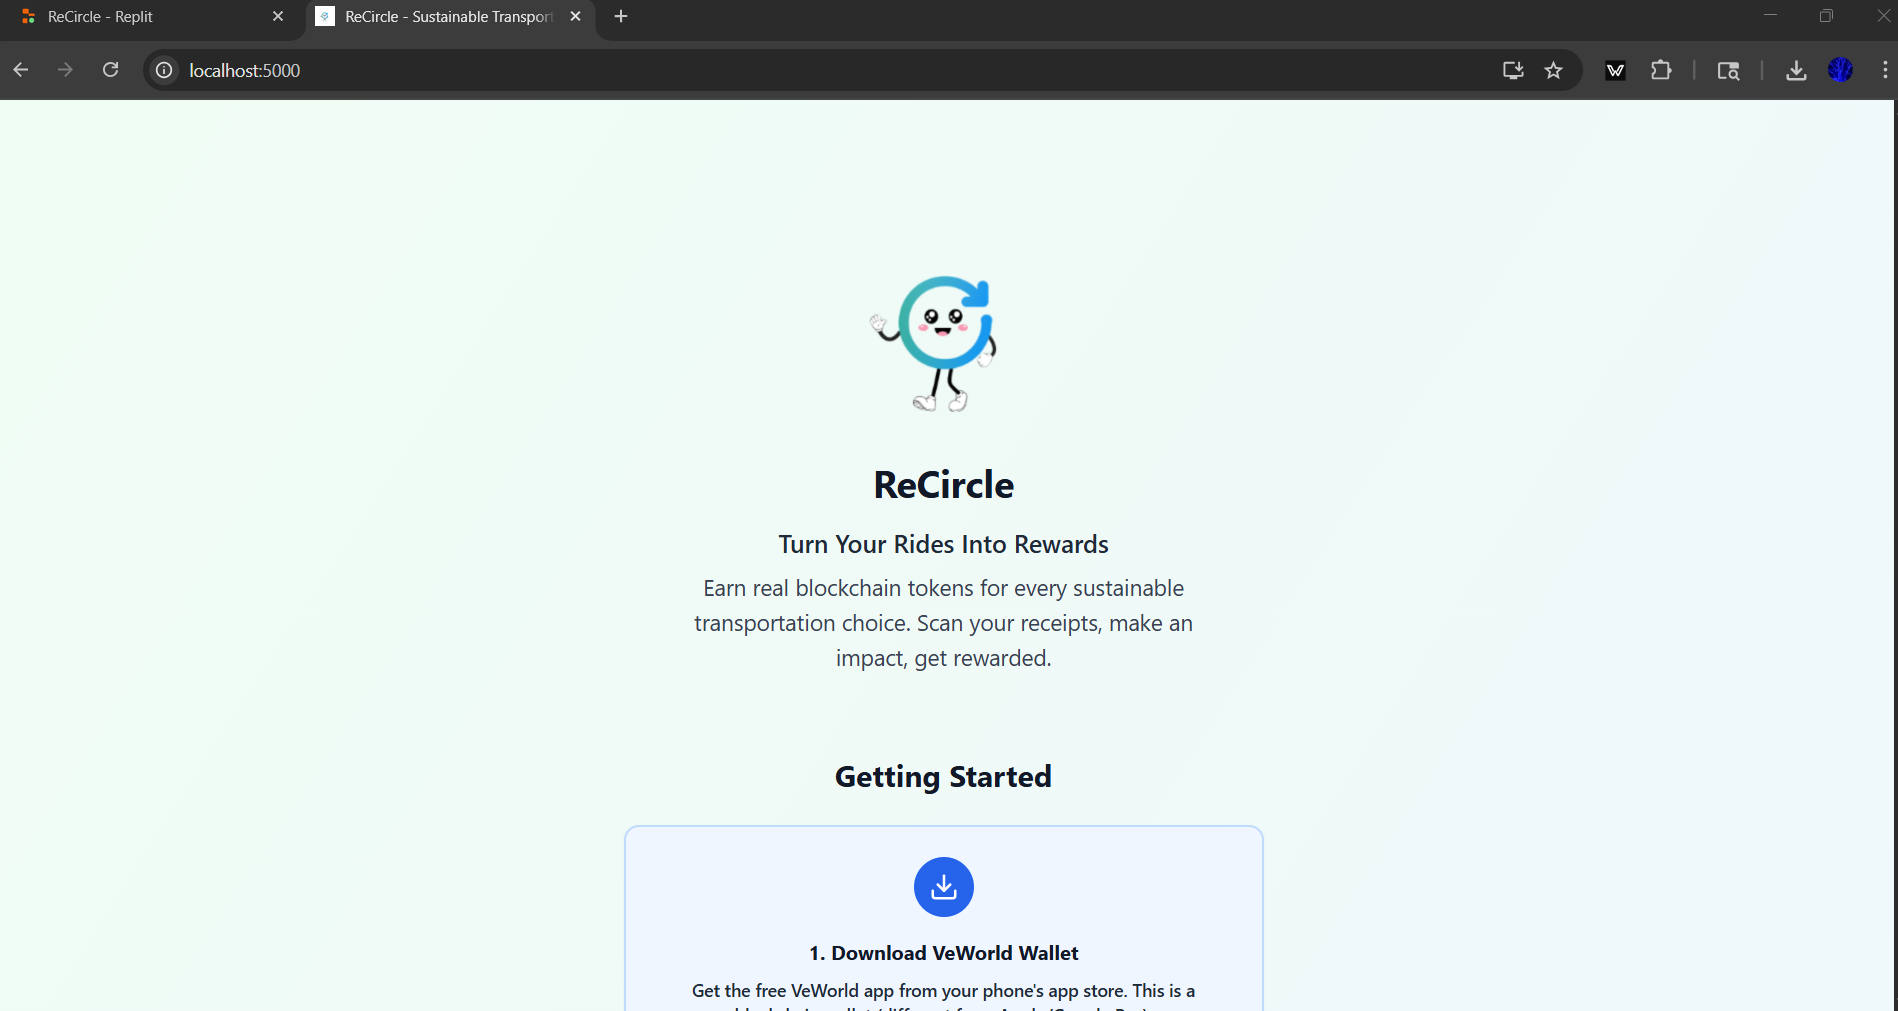 ReCircle - Replit
ReCircle - Sustainable Transport
localhost:5000
ReCircle
Turn Your Rides Into Rewards
Earn real blockchain tokens for every sustainable
transportation choice. Scan your receipts, make an
impact, get rewarded.
Getting Started
1. Download VeWorld Wallet
Get the free VeWorld app from your phone's app store. This is a